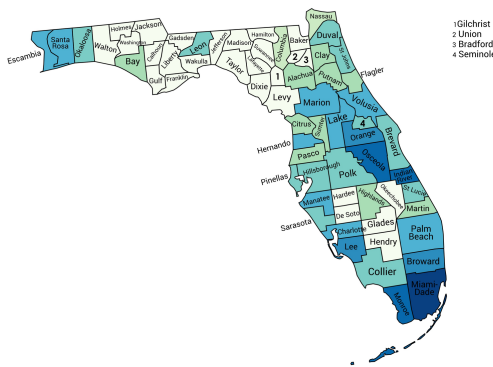 1 Gilchrist
2 Union
3 Bradford
4 Seminole
Nassau
Escambia
Santa
Rosa
Okaloosa
Walton
Holmes
Jackson
Washington
Bay
Calhoun
Gulf
Gadsden
Liberty
Franklin
Leon
Wakulla
Jefferson
Madison
Taylor
Hamilton
Suwannee
Lafayette
Dixie
Columbia
Baker
1
2
3
Duval
Clay
St Johns
Alachua
Putnam
Flagler
Levy
Marion
Volusia
Citrus
Sumter
Lake
4
Orange
Hernando
Pasco
Brevard
Osceola
Pinellas
Hillsborough
Polk
Indian
River
Manatee
Hardee
Highlands
Okeechobee
St Lucie
Sarasota
De Soto
Martin
Charlotte
Glades
Lee
Hendry
Palm
Beach
Collier
Broward
Monroe
Miami-
Dade